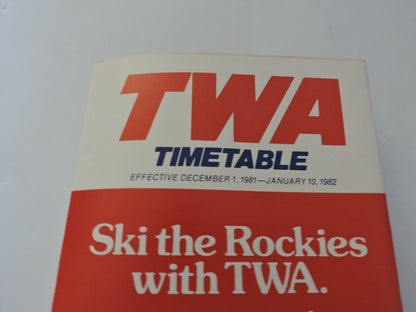 TWA
TIMETABLE
EFFECTIVE DECEMBER 1, 1981—JANUARY 10, 1982
Ski the Rockies
with TWA.